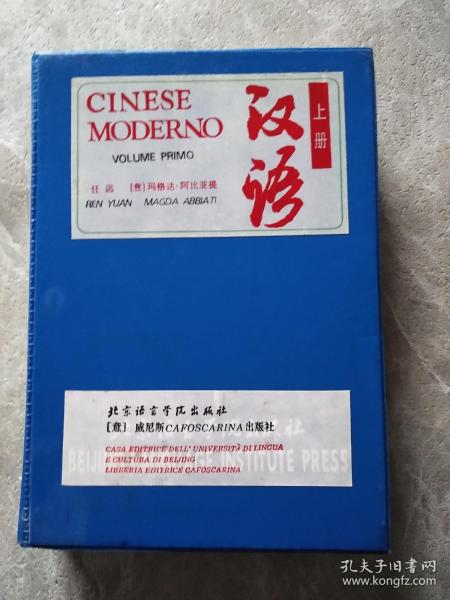 CINESE
MODERNO
VOLUME PRIMO
汉语
上册
任远 [意]玛格达·阿比亚提
REN YUAN MAGDA ABBIATI
北京语言学院出版社
[意] 威尼斯CAFOSCARINA出版社
CASA EDITRICE DELL' UNIVERSITÀ DI LINGUA
E CULTURA DI BEIJING
LIBRERIA EDITRICE CAFOSCARINA
INSTITUTE PRESS
孔夫子旧书网
www.kongfz.com